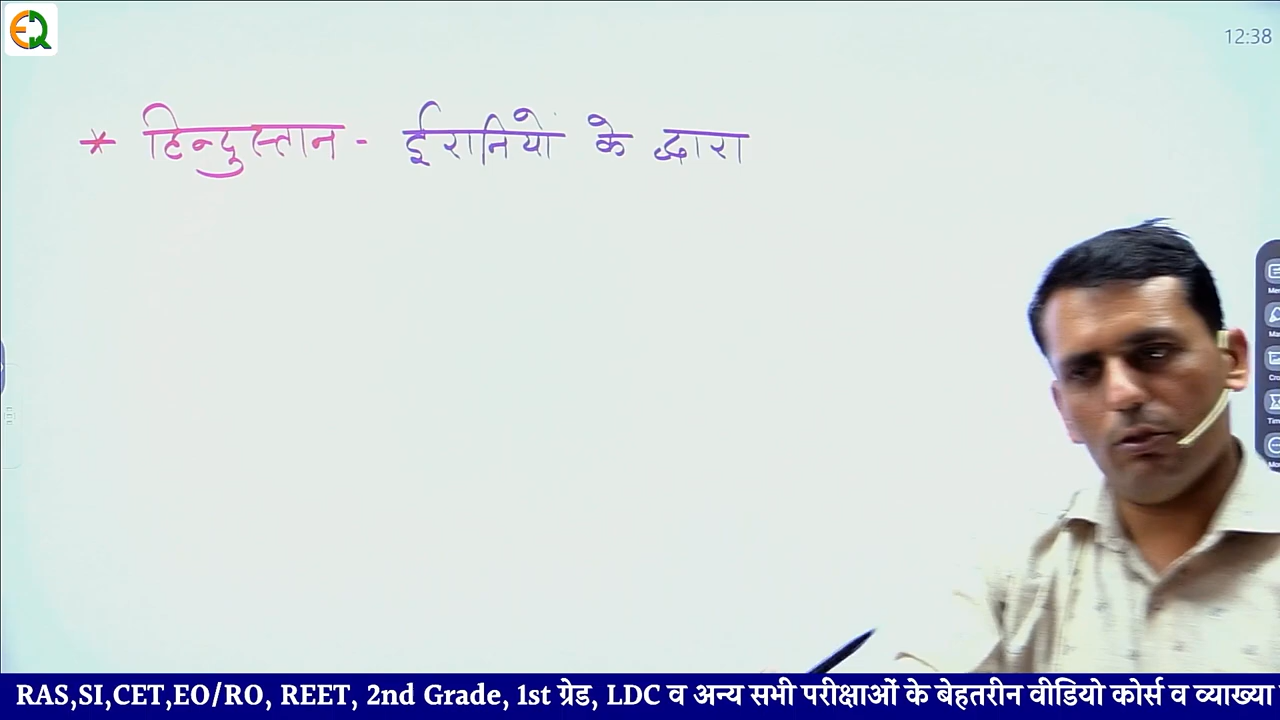 12:38
* हिन्दुस्तान - ईरानियों के द्वारा
RAS,SI,CET,EO/RO, REET, 2nd Grade, 1st ग्रेड, LDC व अन्य सभी परीक्षाओं के बेहतरीन वीडियो कोर्स व व्याख्या